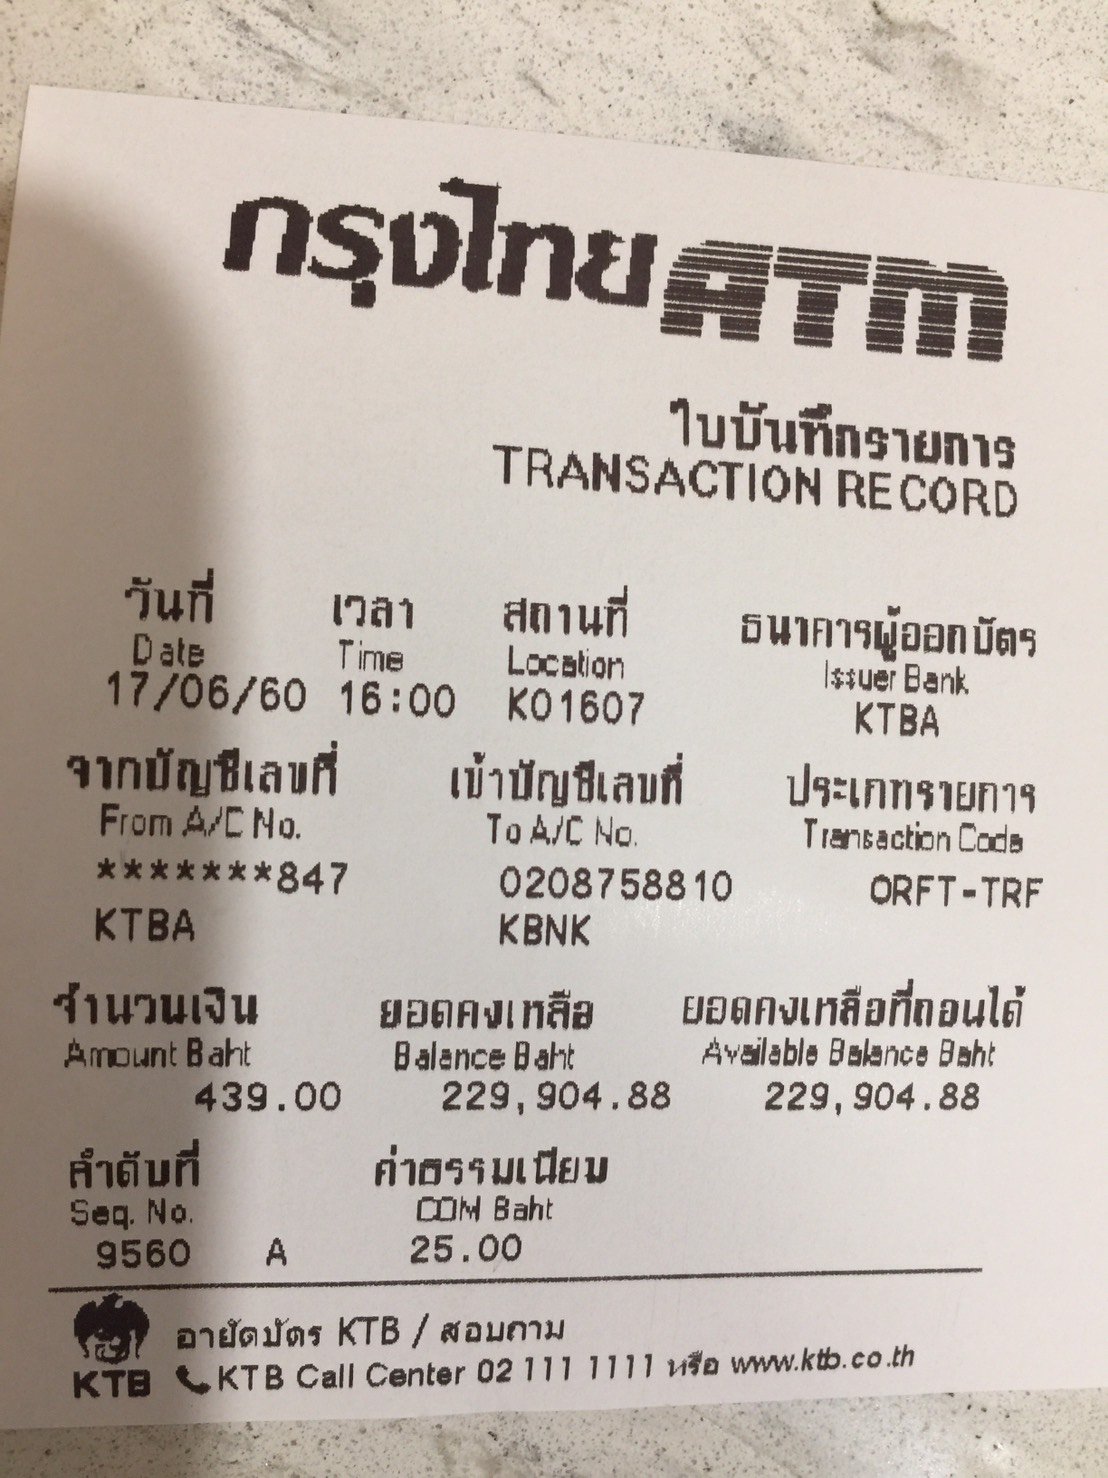 กรุงไทย ATM
ใบบันทึกรายการ
TRANSACTION RECORD
วันที่ เวลา สถานที่ ธนาคารผู้ออกบัตร
Date Time Location Issuer Bank
17/06/60 16:00 K01607 KTBA
จากบัญชีเลขที่ เข้าบัญชีเลขที่ ประเภทรายการ
From A/C No. To A/C No. Transaction Code
*******847 0208758810 ORFT-TRF
KTBA KBNK
จำนวนเงิน ยอดคงเหลือ ยอดคงเหลือที่ถอนได้
Amount Baht Balance Baht Available Balance Baht
439.00 229,904.88 229,904.88
ลำดับที่ ค่าธรรมเนียม
Seq. No. COM Baht
9560 A 25.00
อายัดบัตร KTB / สอบถาม
KTB KTB Call Center 02 111 1111 หรือ www.ktb.co.th